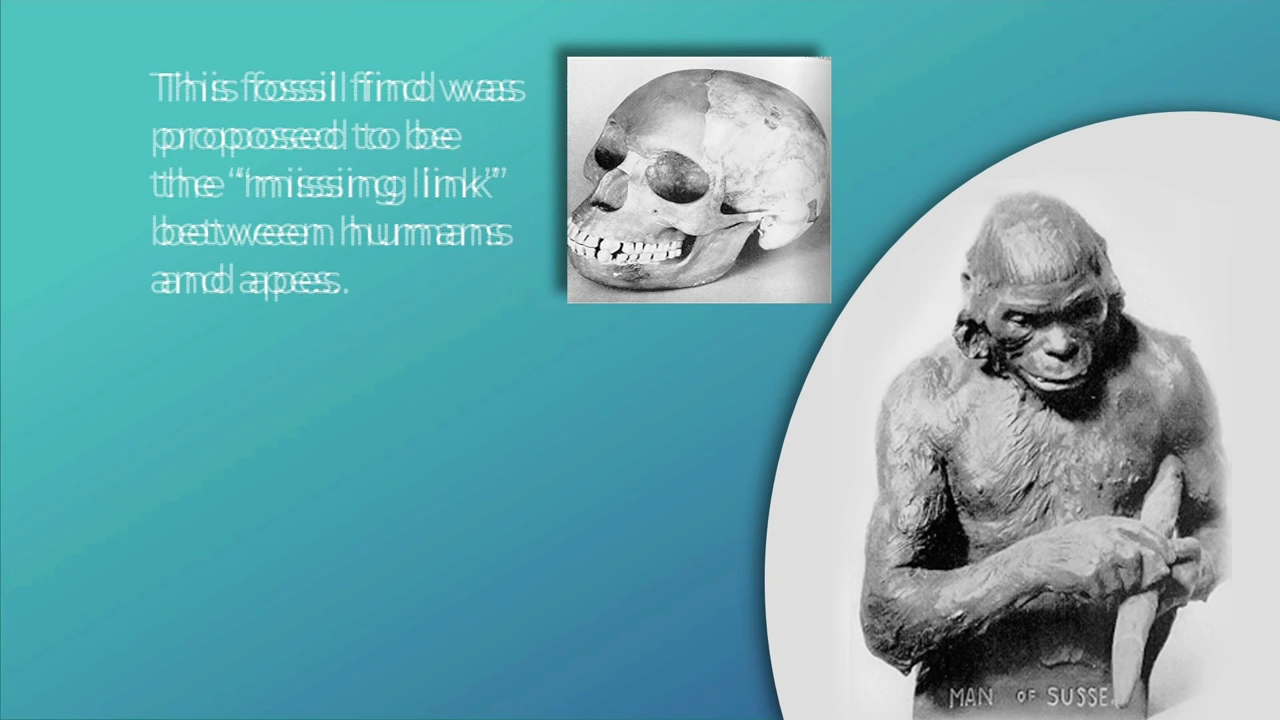 This fossil find was
proposed to be
the “missing link”
between humans
and apes.
MAN OF SUSSE